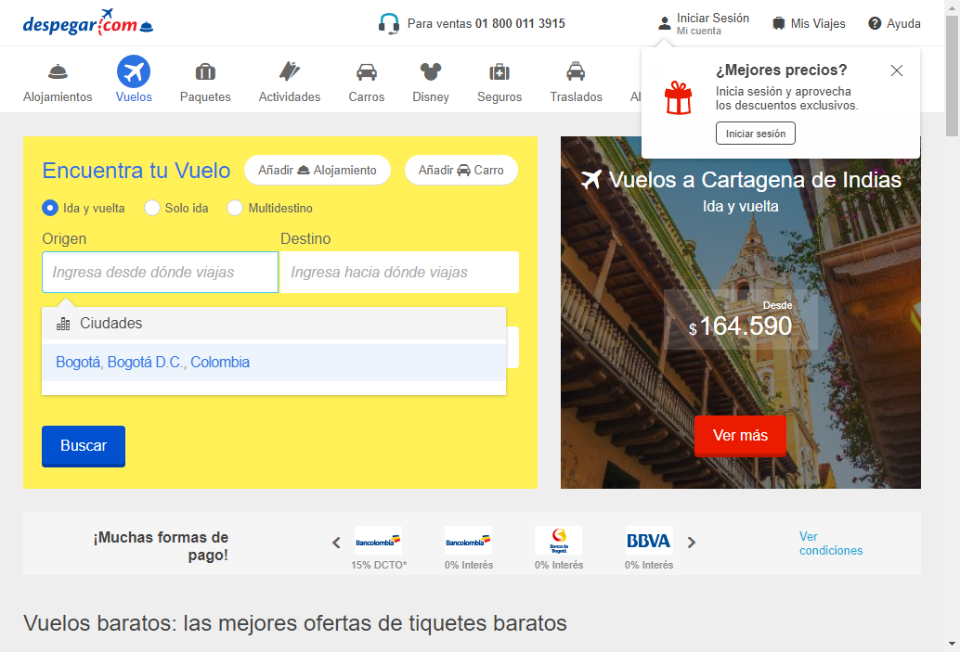 despegar.com
Para ventas 01 800 011 3915
Iniciar Sesión
Mi cuenta
Mis Viajes
Ayuda
Alojamientos
Vuelos
Paquetes
Actividades
Carros
Disney
Seguros
Traslados
Al
¿Mejores precios?
Inicia sesión y aprovecha
los descuentos exclusivos.
Iniciar sesión
Encuentra tu Vuelo
Añadir Alojamiento
Añadir Carro
Ida y vuelta
Solo ida
Multidestino
Origen
Destino
Ingresa desde dónde viajas
Ingresa hacia dónde viajas
Ciudades
Bogotá, Bogotá D.C., Colombia
Buscar
Vuelos a Cartagena de Indias
Ida y vuelta
Desde
$164.590
Ver más
¡Muchas formas de
pago!
Bancolombia
15% DCTO*
Bancolombia
0% Interés
Banco de
Bogotá
0% Interés
BBVA
0% Interés
Ver
condiciones
Vuelos baratos: las mejores ofertas de tiquetes baratos